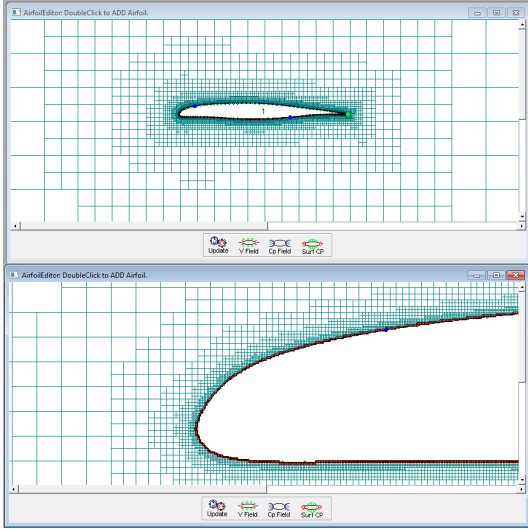 AirfoilEditor: DoubleClick to ADD Airfoil.
1
Update V Field Cp Field Surf CP
AirfoilEditor: DoubleClick to ADD Airfoil.
Update V Field Cp Field Surf CP